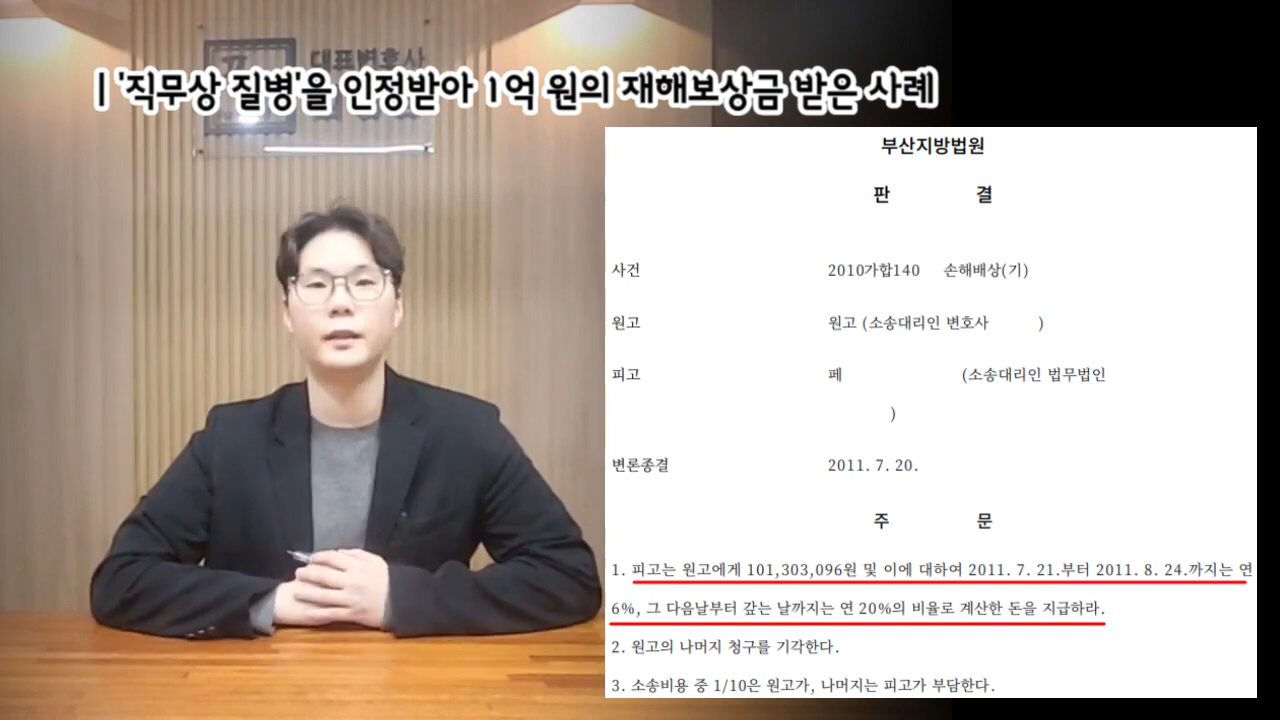 대표변호사
| '직무상 질병'을 인정받아 1억 원의 재해보상금 받은 사례
부산지방법원
판 결
사건 2010가합140 손해배상(기)
원고 원고 (소송대리인 변호사 )
피고 페 (소송대리인 법무법인
)
변론종결 2011. 7. 20.
주 문
1. 피고는 원고에게 101,303,096원 및 이에 대하여 2011. 7. 21.부터 2011. 8. 24.까지는 연
6%, 그 다음날부터 갚는 날까지는 연 20%의 비율로 계산한 돈을 지급하라.
2. 원고의 나머지 청구를 기각한다.
3. 소송비용 중 1/10은 원고가, 나머지는 피고가 부담한다.